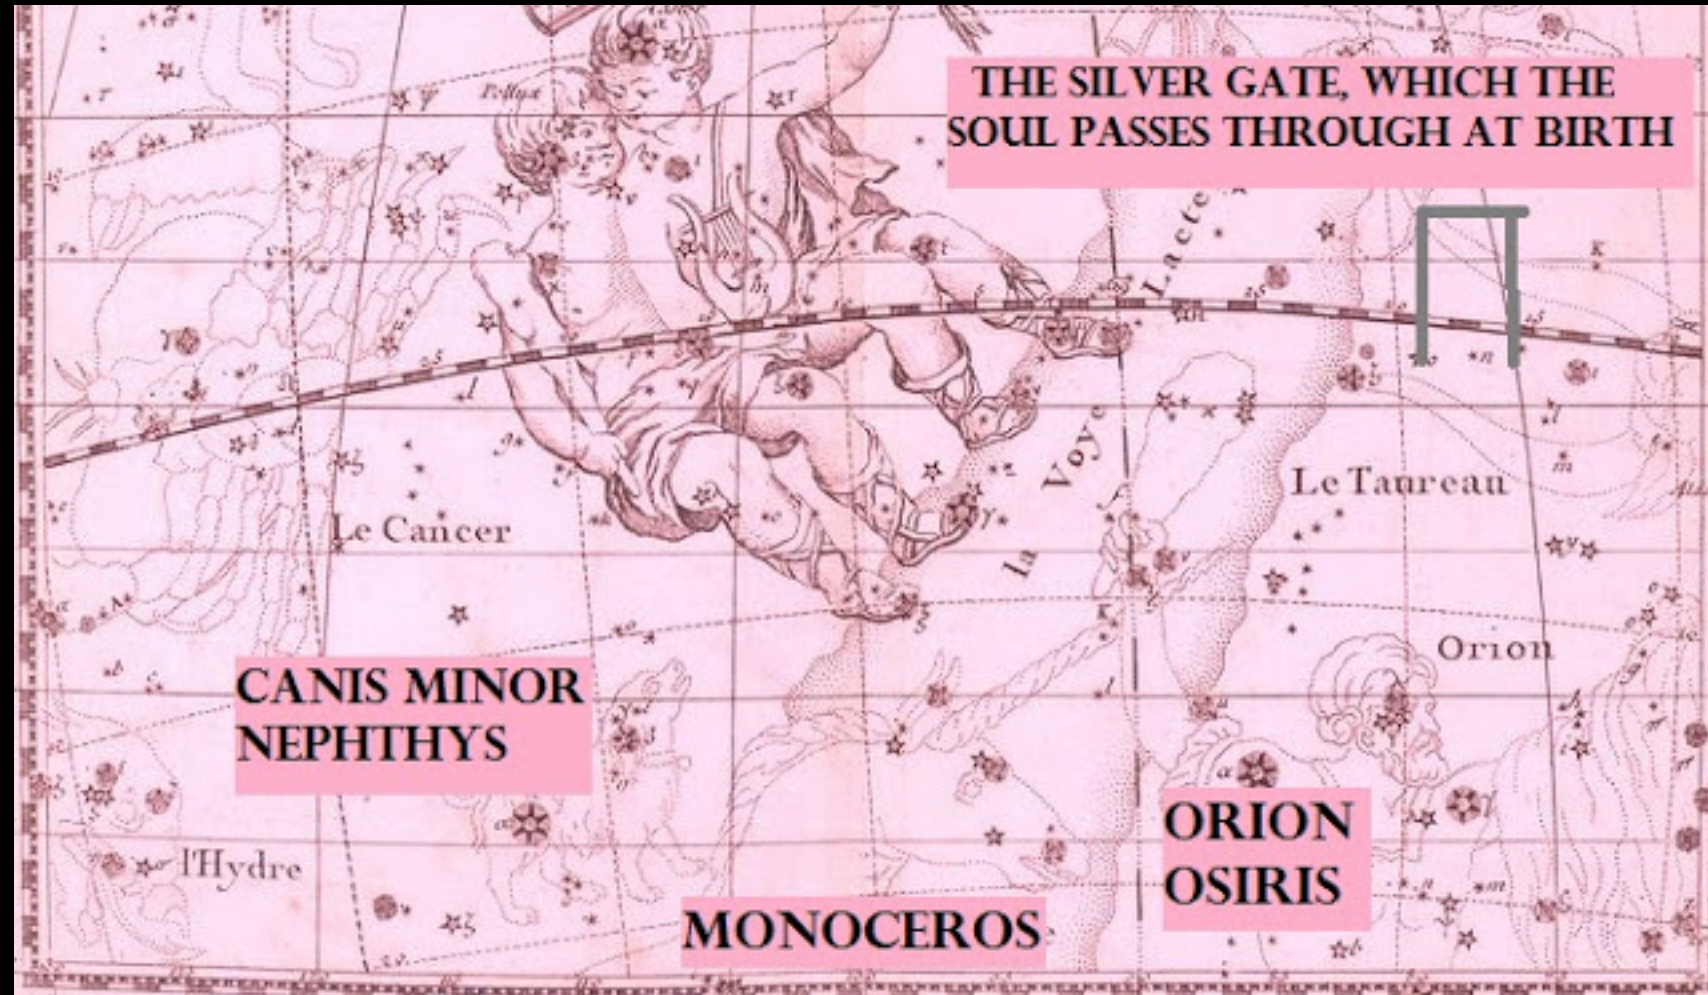 Pollux
THE SILVER GATE, WHICH THE
SOUL PASSES THROUGH AT BIRTH
Lactée
Voye
la
Le Taureau
Le Cancer
Orion
CANIS MINOR
NEPHTHYS
ORION
OSIRIS
l'Hydre
MONOCEROS